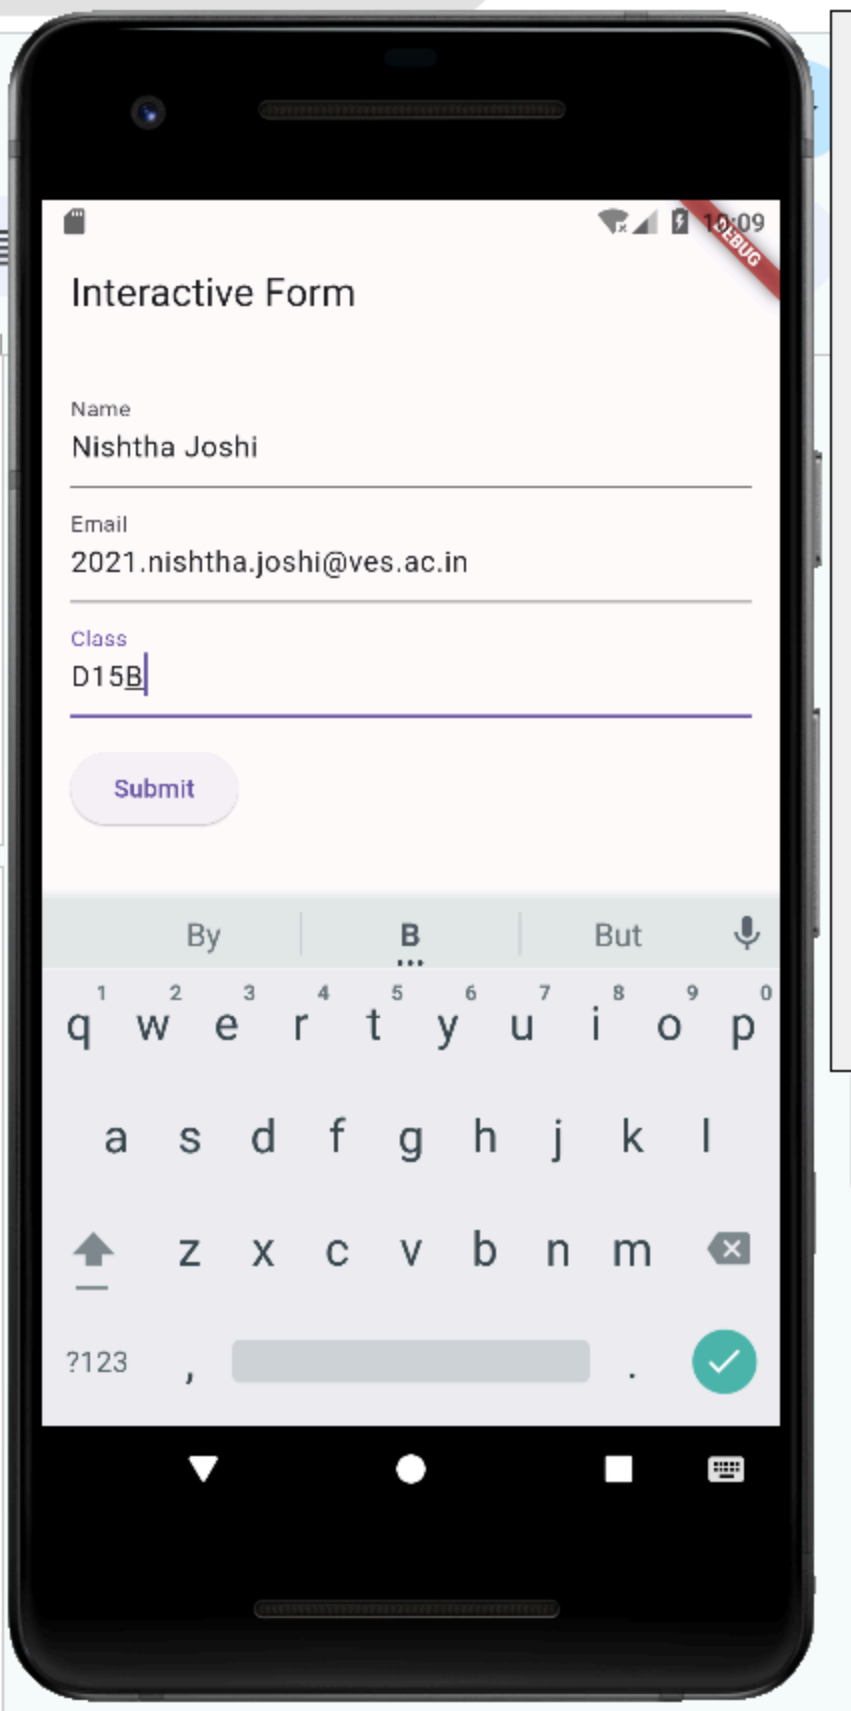 10:09
DEBUG
Interactive Form
Name
Nishtha Joshi
Email
2021.nishtha.joshi@ves.ac.in
Class
D15B
Submit
By B But
1 2 3 4 5 6 7 8 9 0
q w e r t y u i o p
a s d f g h j k l
z x c v b n m
?123 , .